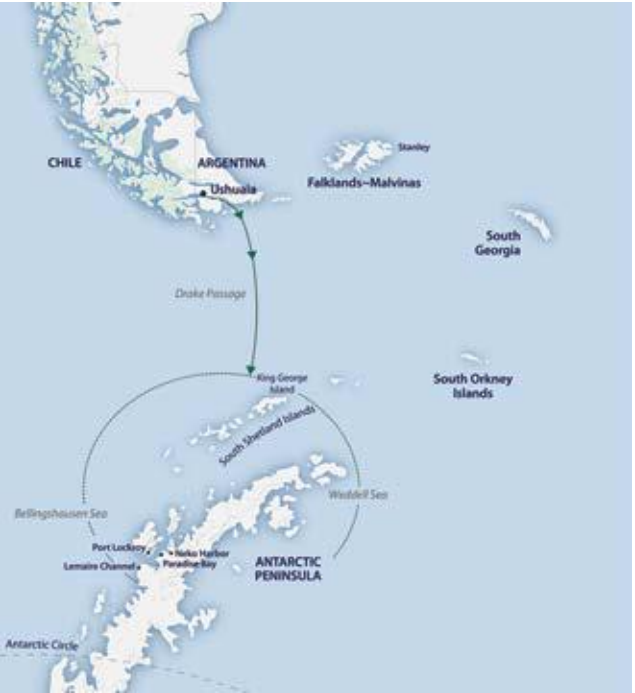 Stanley
CHILE
ARGENTINA
Falklands–Malvinas
Ushuaia
South
Georgia
Drake Passage
King George
Island
South Orkney
Islands
South Shetland Islands
Weddell Sea
Bellingshausen Sea
Port Lockroy
Neko Harbor
Lemaire Channel
Paradise Bay
ANTARCTIC
PENINSULA
Antarctic Circle